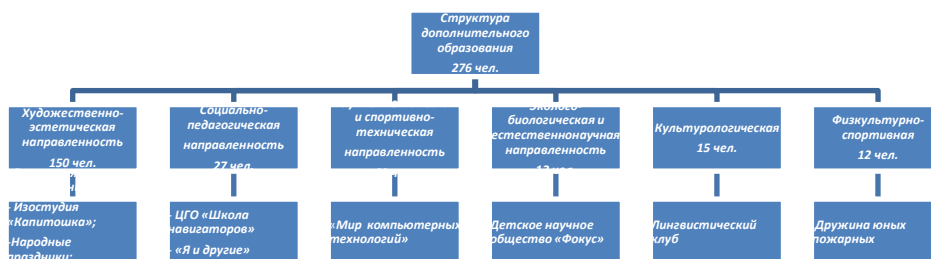 Структура
дополнительного
образования
276 чел.
Художественно-
эстетическая
направленность
150 чел.
Социально-
педагогическая
направленность
27 чел.
и спортивно-
техническая
направленность
Эколого-
биологическая и
естественнонаучная
направленность
Культурологическая
15 чел.
Физкультурно-
спортивная
12 чел.
- Изостудия
«Капитошка»;
-Народные
праздники;
- ЦГО «Школа
навигаторов»
- «Я и другие»
«Мир компьютерных
технологий»
Детское научное
общество «Фокус»
Лингвистический
клуб
Дружина юных
пожарных